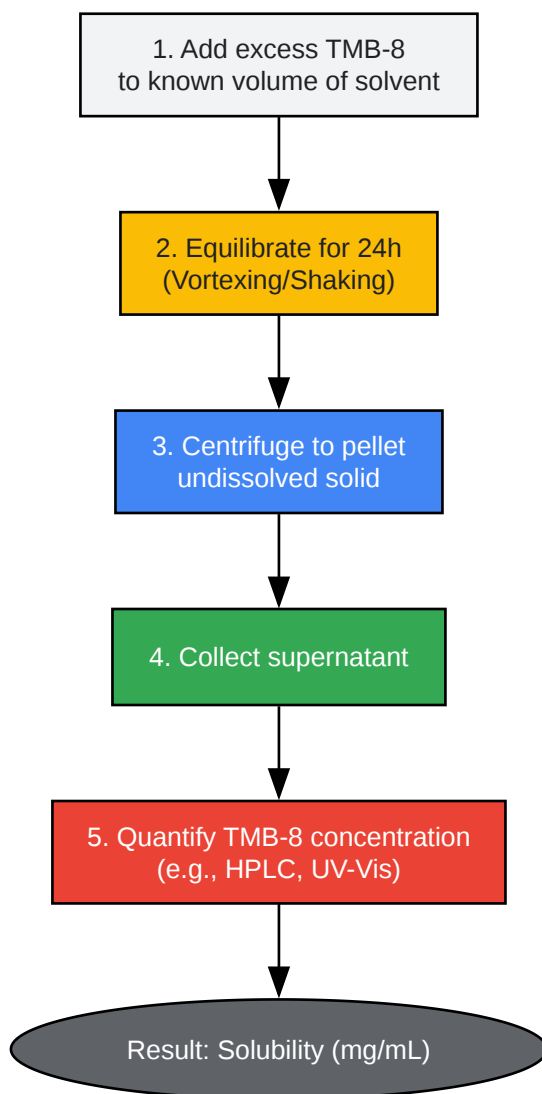 1. Add excess TMB-8
to known volume of solvent
2. Equilibrate for 24h
(Vortexing/Shaking)
3. Centrifuge to pellet
undissolved solid
4. Collect supernatant
5. Quantify TMB-8 concentration
(e.g., HPLC, UV-Vis)
Result: Solubility (mg/mL)